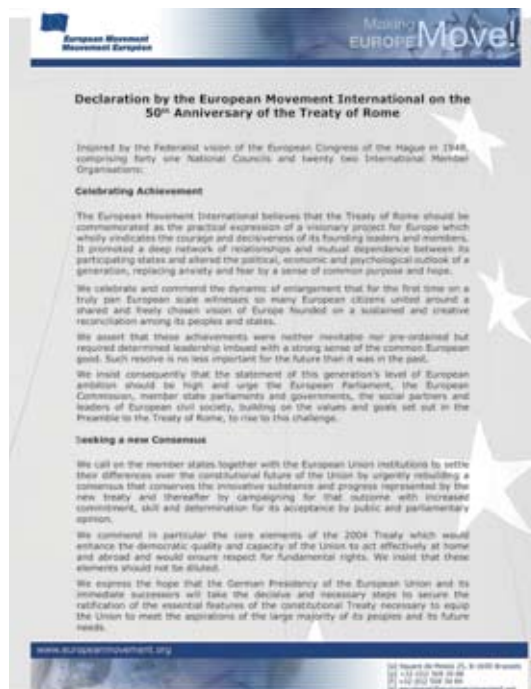 European Movement
Mouvement Européen
Making
EUROPE Move!
Declaration by the European Movement International on the
50th Anniversary of the Treaty of Rome
Inspired by the Federalist vision of the European Congress of the Hague in 1948,
comprising forty one National Councils and twenty two International Member
Organisations:
Celebrating Achievement
The European Movement International believes that the Treaty of Rome should be
commemorated as the practical expression of a visionary project for Europe which
wholly vindicates the courage and decisiveness of its founding leaders and members.
It promoted a deep network of relationships and mutual dependence between its
participating states and altered the political, economic and psychological outlook of a
generation, replacing anxiety and fear by a sense of common purpose and hope.
We celebrate and commend the dynamic of enlargement that for the first time on a
truly pan European scale witnesses so many European citizens united around a
shared and freely chosen vision of Europe founded on a sustained and creative
reconciliation among its peoples and states.
We assert that these achievements were neither inevitable nor pre-ordained but
required determined leadership imbued with a strong sense of the common European
good. Such resolve is no less important for the future than it was in the past.
We insist consequently that the statement of this generation's level of European
ambition should be high and urge the European Parliament, the European
Commission, member state parliaments and governments, the social partners and
leaders of European civil society, building on the values and goals set out in the
Preamble to the Treaty of Rome, to rise to this challenge.
Seeking a new Consensus
We call on the member states together with the European Union institutions to settle
their differences over the constitutional future of the Union by urgently rebuilding a
consensus that conserves the innovative substance and progress represented by the
new treaty and thereafter by campaigning for that outcome with increased
commitment, skill and determination for its acceptance by public and parliamentary
opinion.
We commend in particular the core elements of the 2004 Treaty which would
enhance the democratic quality and capacity of the Union to act effectively at home
and abroad and would ensure respect for fundamental rights. We insist that these
elements should not be diluted.
We express the hope that the German Presidency of the European Union and its
immediate successors will take the decisive and necessary steps to secure the
ratification of the essential features of the constitutional Treaty necessary to equip
the Union to meet the aspirations of the large majority of its peoples and its future
needs.
www.europeanmovement.org
Square de Meeûs 25, B-1000 Brussels